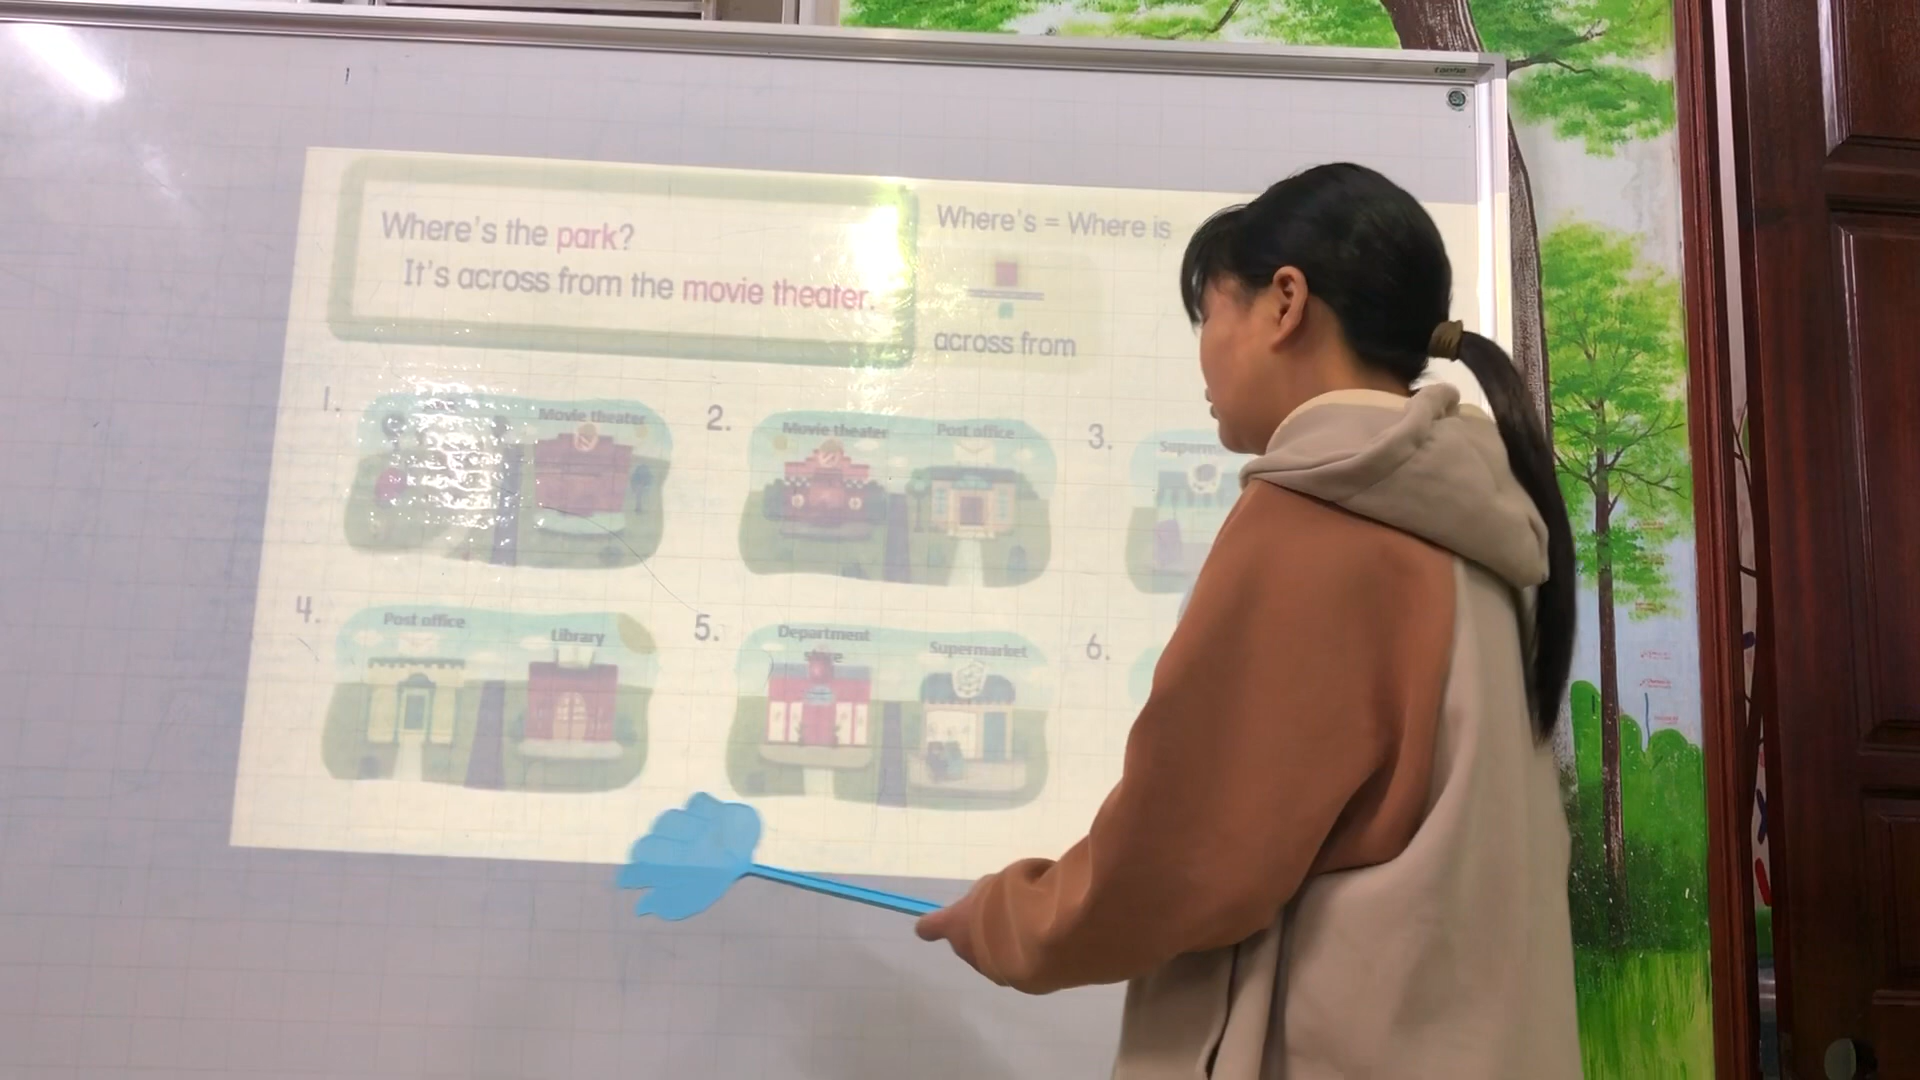 Where's the park?
It's across from the movie theater.
Where's = Where is
across from
1.
Movie theater
2.
Movie theater
Post office
3.
4.
Post office
Library
5.
Department
store
Supermarket
6.